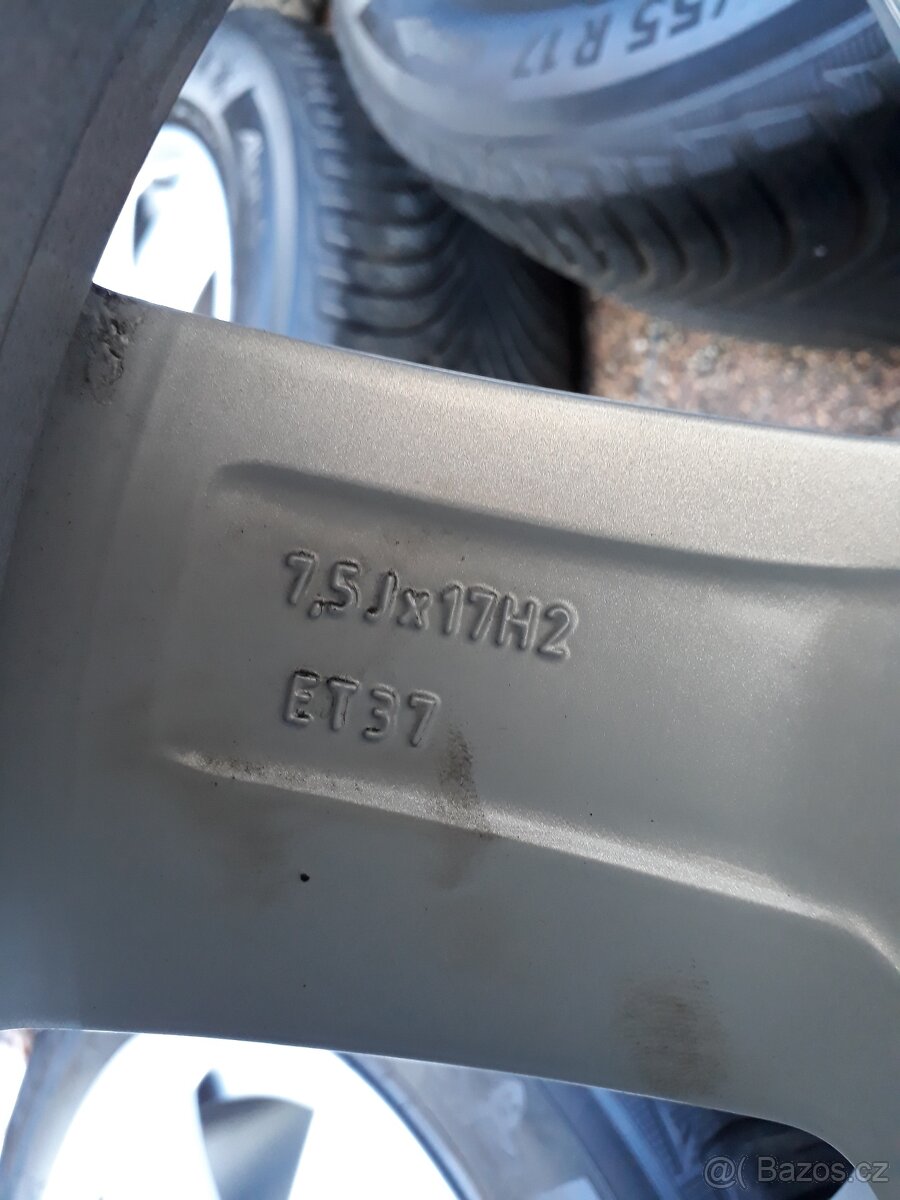 /55 R 17
7,5Jx17H2
ET37
@( Bazos.cz